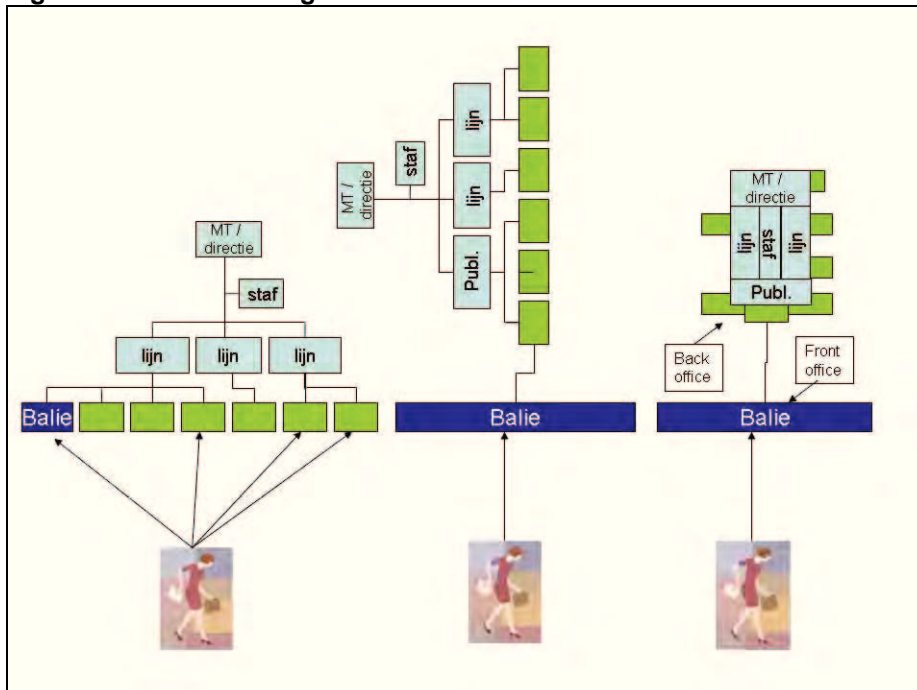 MT /
directie
staf
lijn
lijn
lijn
Balie
MT /
directie
staf
lijn
lijn
Publ.
Balie
MT /
directie
lijn
staf
lijn
Publ.
Back
office
Front
office
Balie